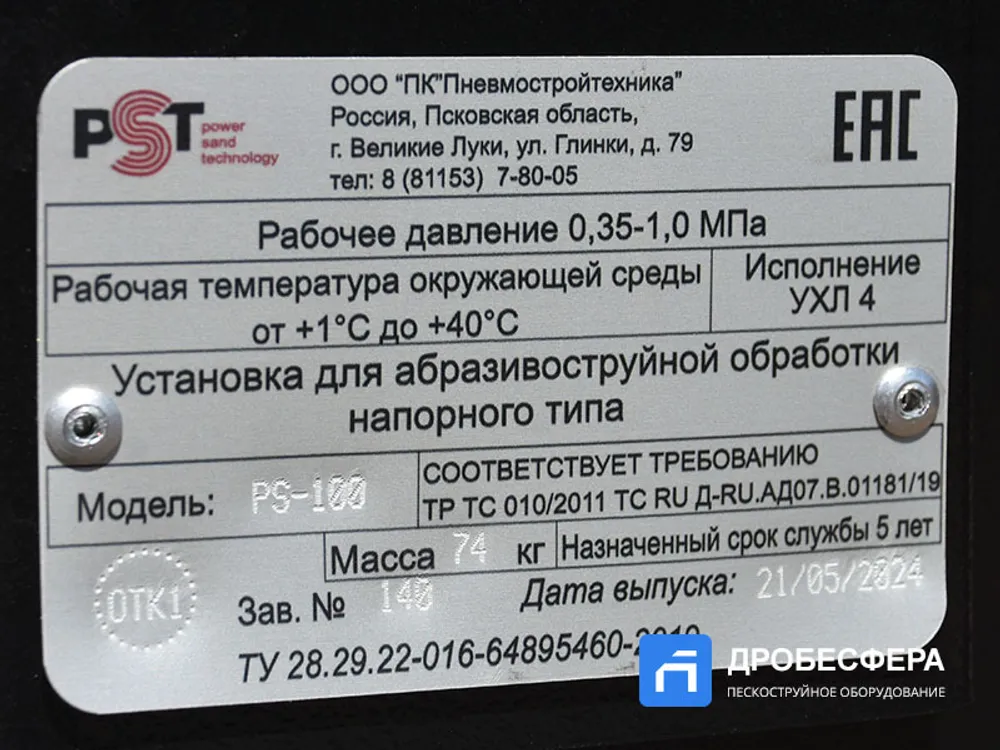 PST power sand technology
ООО "ПК"Пневмостройтехника"
Россия, Псковская область,
г. Великие Луки, ул. Глинки, д. 79
тел: 8 (81153) 7-80-05
EAC
Рабочее давление 0,35-1,0 МПа
Рабочая температура окружающей среды
от +1°С до +40°С
Исполнение
УХЛ 4
Установка для абразивоструйной обработки
напорного типа
Модель: PS-100
СООТВЕТСТВУЕТ ТРЕБОВАНИЮ
ТР ТС 010/2011 ТС RU Д-RU.АД07.В.01181/19
Масса 74 кг
Назначенный срок службы 5 лет
ОТК1
Зав. № 140
Дата выпуска: 21/05/2024
ТУ 28.29.22-016-64895460-
ДРОБЕСФЕРА
ПЕСКОСТРУЙНОЕ ОБОРУДОВАНИЕ